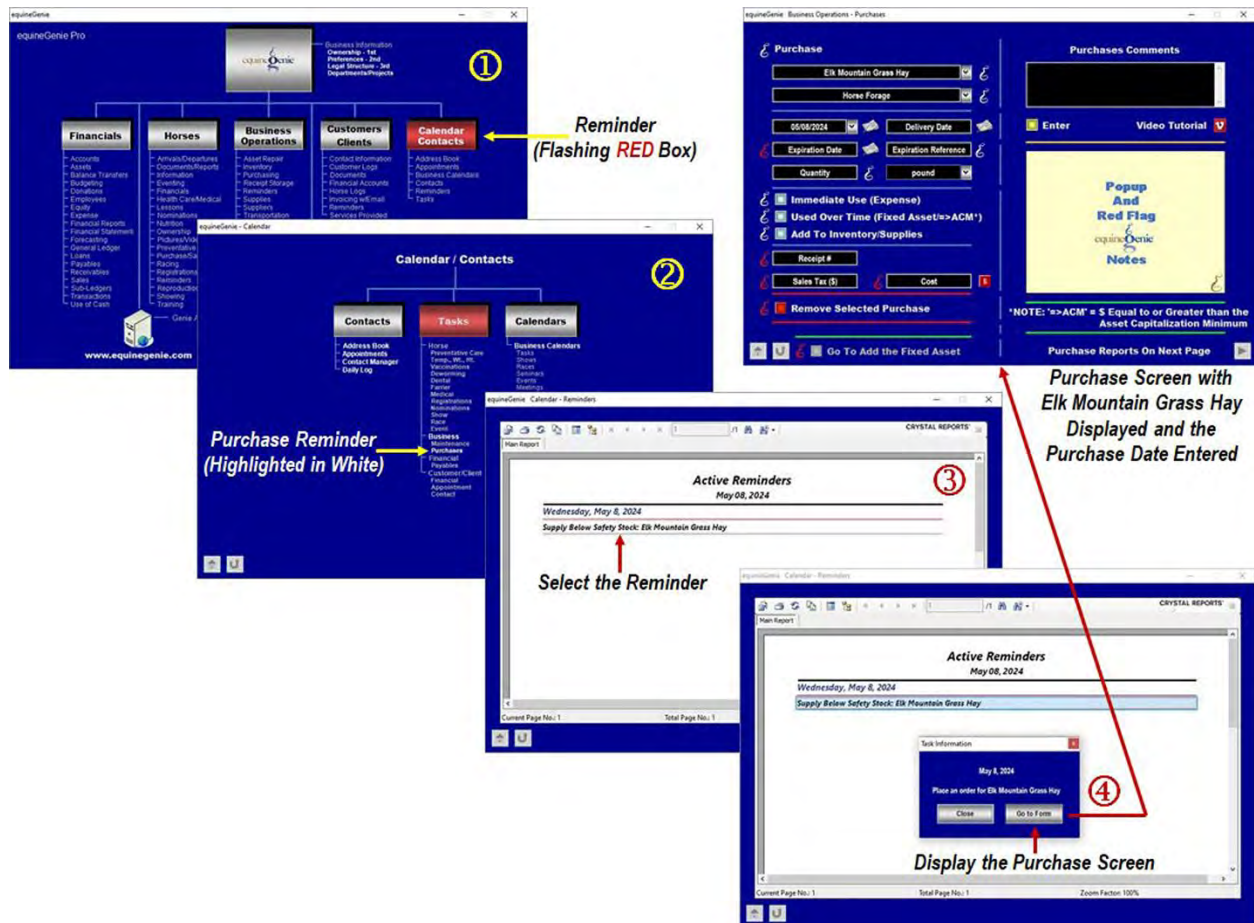 equineGenie
equineGenie Pro
equineGenie
Business Information
Ownership - 1st
Preferences - 2nd
Legal Structure - 3rd
Departments/Projects
①
Financials
Accounts
Assets
Balance Transfers
Budgeting
Donations
Employees
Equity
Expense
Financial Reports
Financial Statement
Forecasting
General Ledger
Loans
Payables
Receivables
Sales
Sub-Ledgers
Transactions
Use of Cash
Horses
Arrivals/Departures
Documents/Reports
Information
Eventing
Financials
Health Care/Medical
Lessons
Nominations
Nutrition
Ownership
Pictures/Vide
Preventative
Purchase/Sa
Racing
Registrations
Reminders
Reproduction
Showing
Training
Business
Operations
Asset Repair
Inventory
Purchasing
Receipt Storage
Reminders
Supplies
Suppliers
Transportation
Customers
Clients
Contact Information
Customer Logs
Documents
Financial Accounts
Horse Logs
Invoicing w/Email
Reminders
Services Provided
Calendar
Contacts
Address Book
Appointments
Business Calendars
Contacts
Reminders
Tasks
Genie A
www.equinegenie.com
Reminder
(Flashing RED Box)
equineGenie - Calendar
②
Calendar / Contacts
Contacts
Address Book
Appointments
Contact Manager
Daily Log
Tasks
Horse
Preventative Care
Temp., Wt., Ht.
Vaccinations
Deworming
Dental
Farrier
Medical
Registrations
Nominations
Show
Race
Event
Business
Maintenance
Purchases
Financial
Payables
Customer/Client
Financial
Appointment
Contact
Calendars
Business Calendars
Tasks
Shows
Races
Seminars
Events
Meetings
Purchase Reminder
(Highlighted in White)
equineGenie Calendar - Reminders
1 /1
CRYSTAL REPORTS
Main Report
③
Active Reminders
May 08, 2024
Wednesday, May 8, 2024
Supply Below Safety Stock: Elk Mountain Grass Hay
Select the Reminder
Current Page No.: 1 Total Page No.: 1
equineGenie Calendar - Reminders
1 /1
CRYSTAL REPORTS
Main Report
Active Reminders
May 08, 2024
Wednesday, May 8, 2024
Supply Below Safety Stock: Elk Mountain Grass Hay
Task Information
May 8, 2024
Place an order for Elk Mountain Grass Hay
Close Go to Form
④
Display the Purchase Screen
Current Page No.: 1 Total Page No.: 1 Zoom Factor: 100%
equineGenie Business Operations - Purchases
Purchase
Elk Mountain Grass Hay
Horse Forage
05/08/2024 Delivery Date
Expiration Date Expiration Reference
Quantity pound
Immediate Use (Expense)
Used Over Time (Fixed Asset/=>ACM*)
Add To Inventory/Supplies
Receipt #
Sales Tax ($) Cost $
Remove Selected Purchase
Go To Add the Fixed Asset
Purchases Comments
Enter Video Tutorial V
Popup
And
Red Flag
equineGenie
Notes
*NOTE: '=>ACM' = $ Equal to or Greater than the
Asset Capitalization Minimum
Purchase Reports On Next Page
Purchase Screen with
Elk Mountain Grass Hay
Displayed and the
Purchase Date Entered